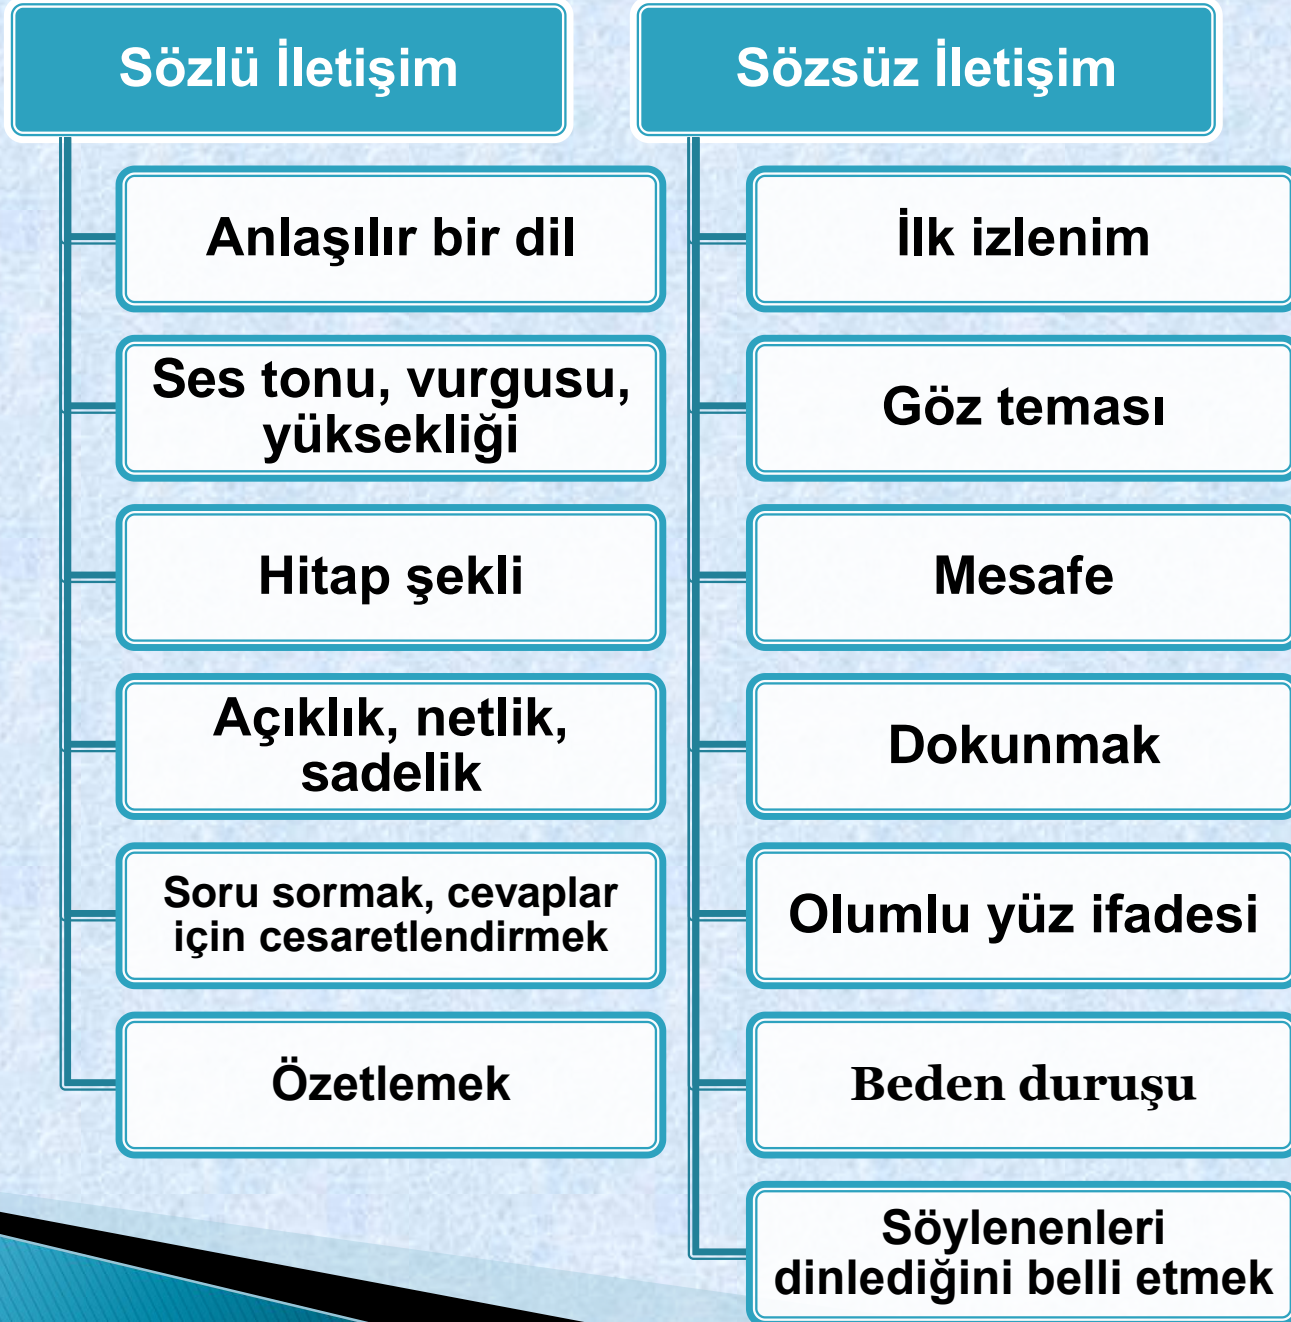 Sözlü İletişim
Anlaşılır bir dil
Ses tonu, vurgusu,
yüksekliği
Hitap şekli
Açıklık, netlik,
sadelik
Soru sormak, cevaplar
için cesaretlendirmek
Özetlemek
Sözsüz İletişim
İlk izlenim
Göz teması
Mesafe
Dokunmak
Olumlu yüz ifadesi
Beden duruşu
Söylenenleri
dinlediğini belli etmek